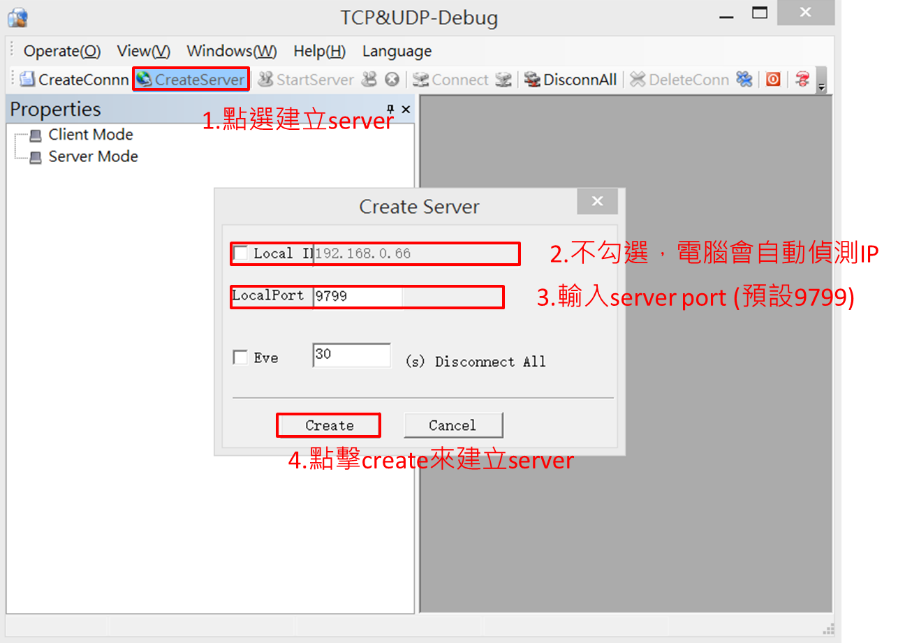 TCP&UDP-Debug
Operate(O) View(V) Windows(W) Help(H) Language
CreateConnn CreateServer StartServer Connect DisconnAll DeleteConn
Properties
1.點選建立server
Client Mode
Server Mode
Create Server
Local I 192.168.0.66
2.不勾選，電腦會自動偵測IP
LocalPort 9799
3.輸入server port (預設9799)
Eve 30 (s) Disconnect All
Create Cancel
4.點擊create來建立server